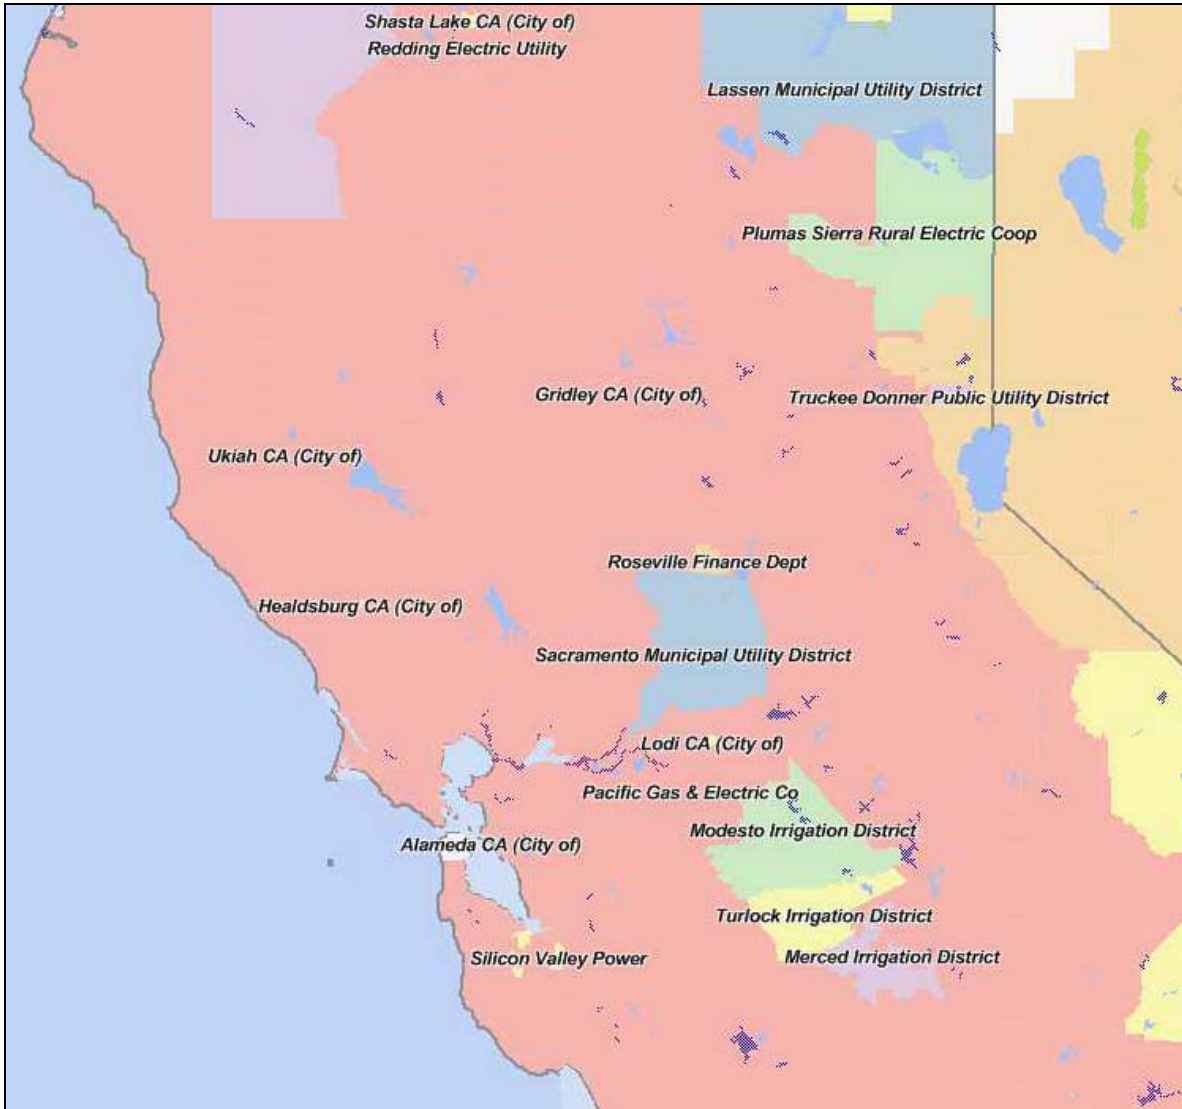 Shasta Lake CA (City of)
Redding Electric Utility
Lassen Municipal Utility District
Plumas Sierra Rural Electric Coop
Gridley CA (City of)
Truckee Donner Public Utility District
Ukiah CA (City of)
Roseville Finance Dept
Healdsburg CA (City of)
Sacramento Municipal Utility District
Lodi CA (City of)
Pacific Gas & Electric Co
Modesto Irrigation District
Alameda CA (City of)
Turlock Irrigation District
Silicon Valley Power
Merced Irrigation District